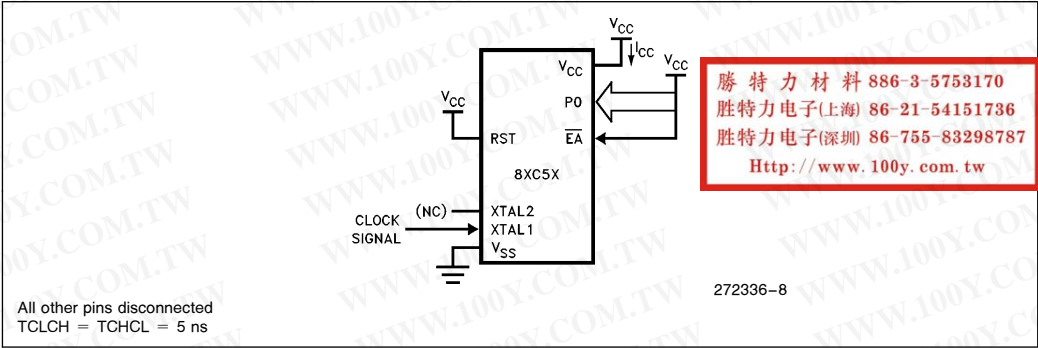 VCC
ICC
VCC
VCC
P0
VCC
RST
EA
8XC5X
(NC)
XTAL2
CLOCK
SIGNAL
XTAL1
VSS
272336–8
All other pins disconnected
TCLCH = TCHCL = 5 ns
勝 特 力 材 料 886-3-5753170
胜特力电子(上海) 86-21-54151736
胜特力电子(深圳) 86-755-83298787
Http://www.100y.com.tw
WWW.100Y.COM.TW